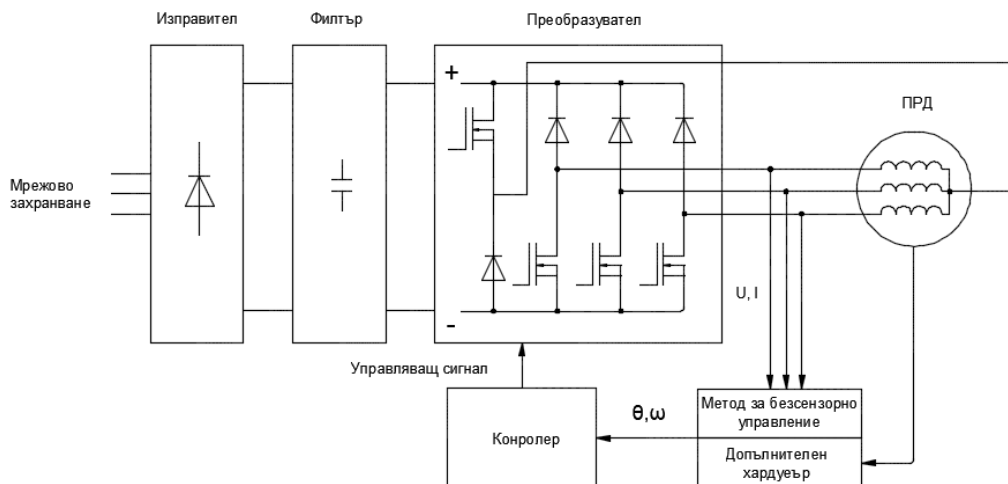 Изправител
Филтър
Преобразувател
+
ПРД
Мрежово
захранване
U, I
-
Управляващ сигнал
Конролер
θ,ω
Метод за безсензорно
управление
Допълнителен
хардуеър